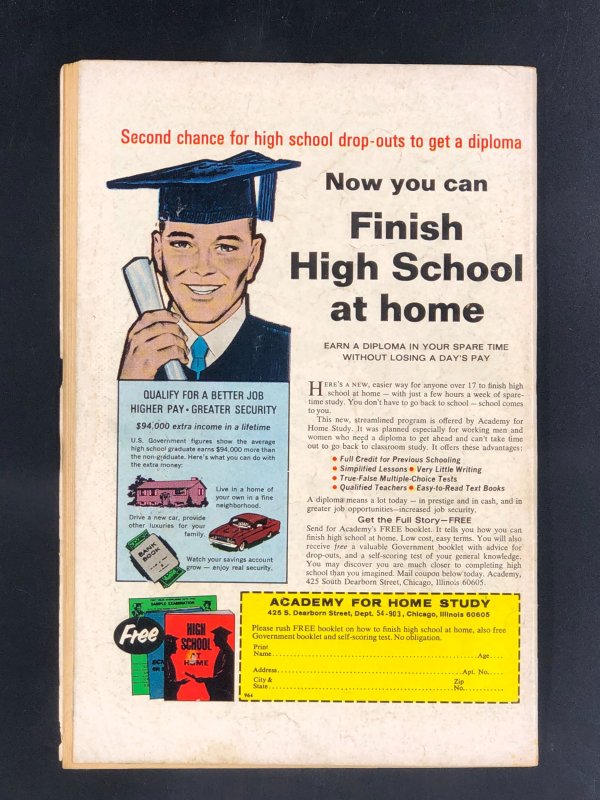 Second chance for high school drop-outs to get a diploma
Now you can
Finish
High School
at home
EARN A DIPLOMA IN YOUR SPARE TIME
WITHOUT LOSING A DAY'S PAY
QUALIFY FOR A BETTER JOB
HIGHER PAY • GREATER SECURITY
$94,000 extra income in a lifetime
U.S. Government figures show the average
high school graduate earns $94,000 more than
the non-graduate. Here's what you can do with
the extra money:
Live in a home of
your own in a fine
neighborhood.
Drive a new car, provide
other luxuries for your
family.
BANK
BOOK
Watch your savings account
grow — enjoy real security.
HERE'S A NEW, easier way for anyone over 17 to finish high
school at home — with just a few hours a week of spare-
time study. You don't have to go back to school — school comes
to you.
This new, streamlined program is offered by Academy for
Home Study. It was planned especially for working men and
women who need a diploma to get ahead and can't take time
out to go back to classroom study. It offers these advantages:
• Full Credit for Previous Schooling
• Simplified Lessons • Very Little Writing
• True-False Multiple-Choice Tests
• Qualified Teachers • Easy-to-Read Text Books
A diploma means a lot today — in prestige and in cash, and in
greater job opportunities—increased job security.
Get the Full Story—FREE
Send for Academy's FREE booklet. It tells you how you can
finish high school at home. Low cost, easy terms. You will also
receive free a valuable Government booklet with advice for
drop-outs, and a self-scoring test of your general knowledge.
You may discover you are much closer to completing high
school than you imagined. Mail coupon below today. Academy,
425 South Dearborn Street, Chicago, Illinois 60605.
Free
SAMPLE EXAMINATION
HIGH
SCHOOL
AT
HOME
ACADEMY FOR HOME STUDY
425 S. Dearborn Street, Dept. 54-903, Chicago, Illinois 60605
Please rush FREE booklet on how to finish high school at home, also free
Government booklet and self-scoring test. No obligation.
Print
Name Age
Address Apt. No.
City & Zip
State No.
964